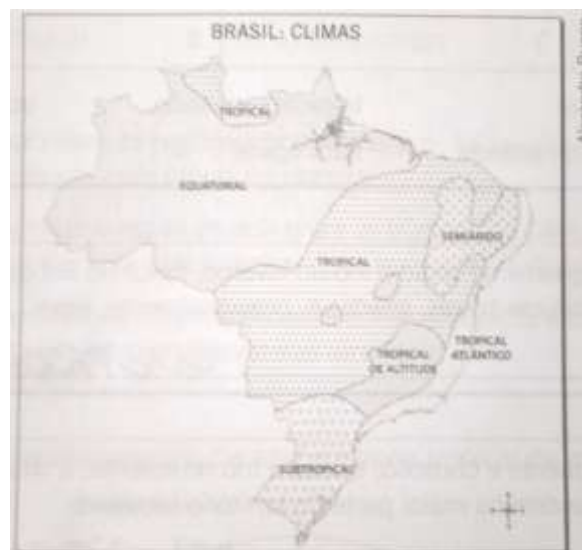 BRASIL: CLIMAS
TROPICAL
EQUATORIAL
SEMIÁRIDO
TROPICAL
TROPICAL
DE ALTITUDE
TROPICAL
ATLÂNTICO
SUBTROPICAL